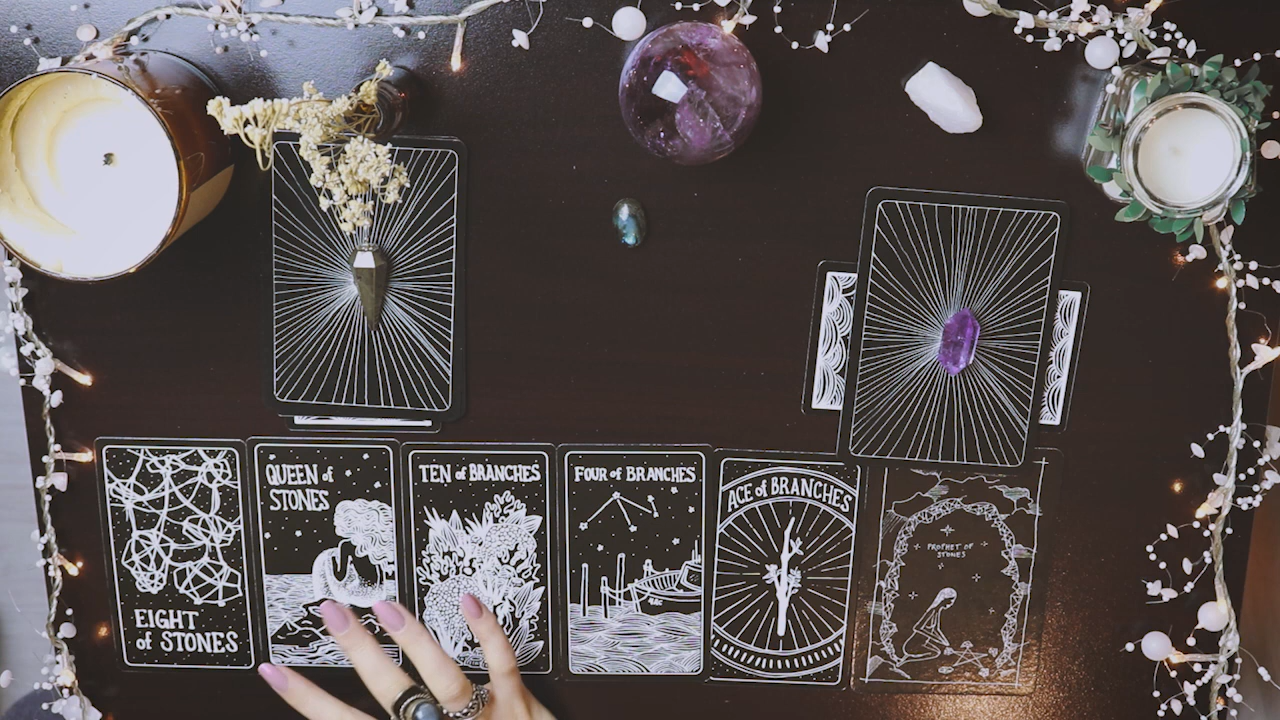 EIGHT
of STONES
QUEEN of
STONES
TEN of BRANCHES
FOUR of BRANCHES
ACE of BRANCHES
PROPHET OF
STONES